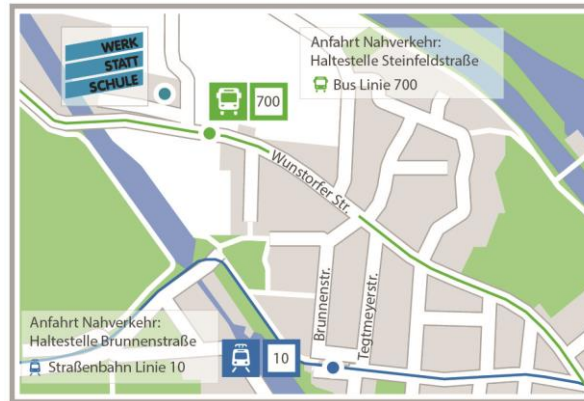 WERK
STATT
SCHULE
Anfahrt Nahverkehr:
Haltestelle Steinfeldstraße
Bus Linie 700
700
Wunstorfer Str.
Brunnenstr.
Tegtmeyerstr.
Anfahrt Nahverkehr:
Haltestelle Brunnenstraße
Straßenbahn Linie 10
10